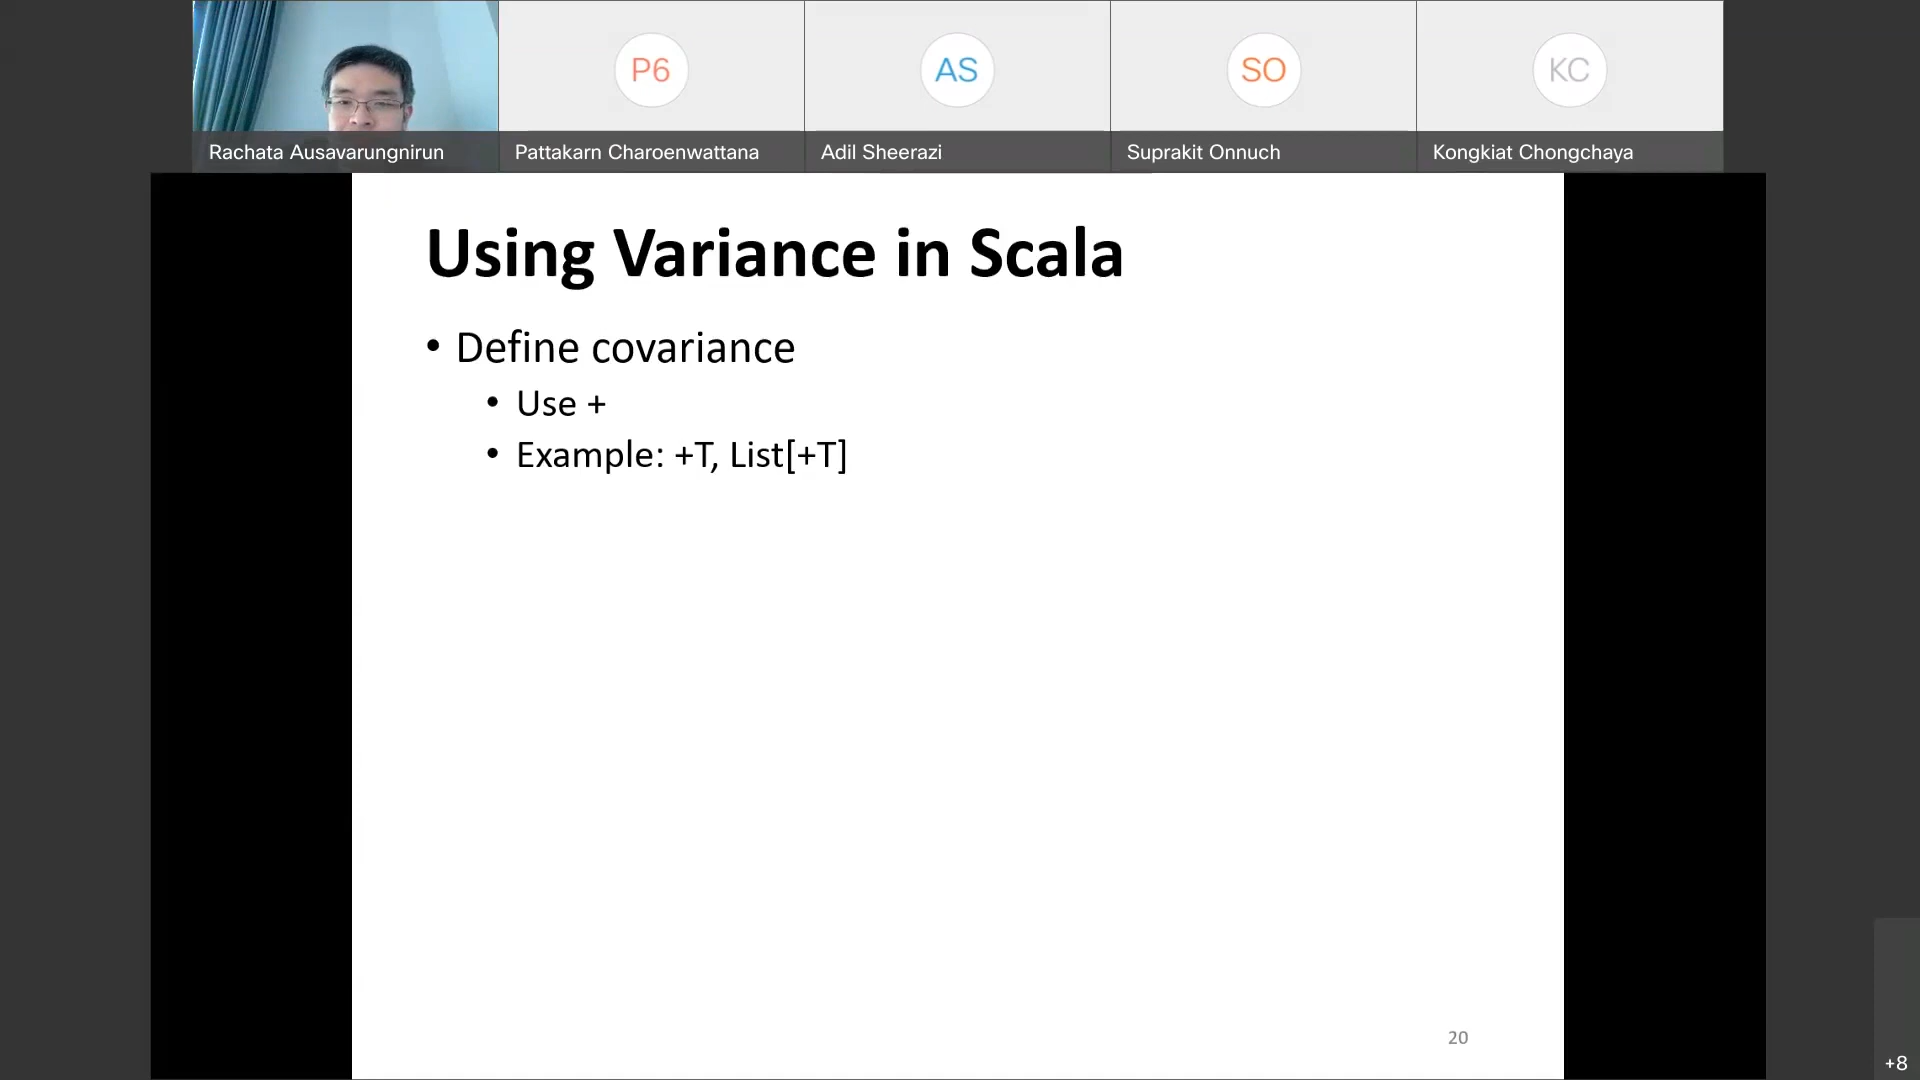 P6
AS
SO
KC
Rachata Ausavarungnirun
Pattakarn Charoenwattana
Adil Sheerazi
Suprakit Onnuch
Kongkiat Chongchaya
Using Variance in Scala
• Define covariance
• Use +
• Example: +T, List[+T]
20
+8